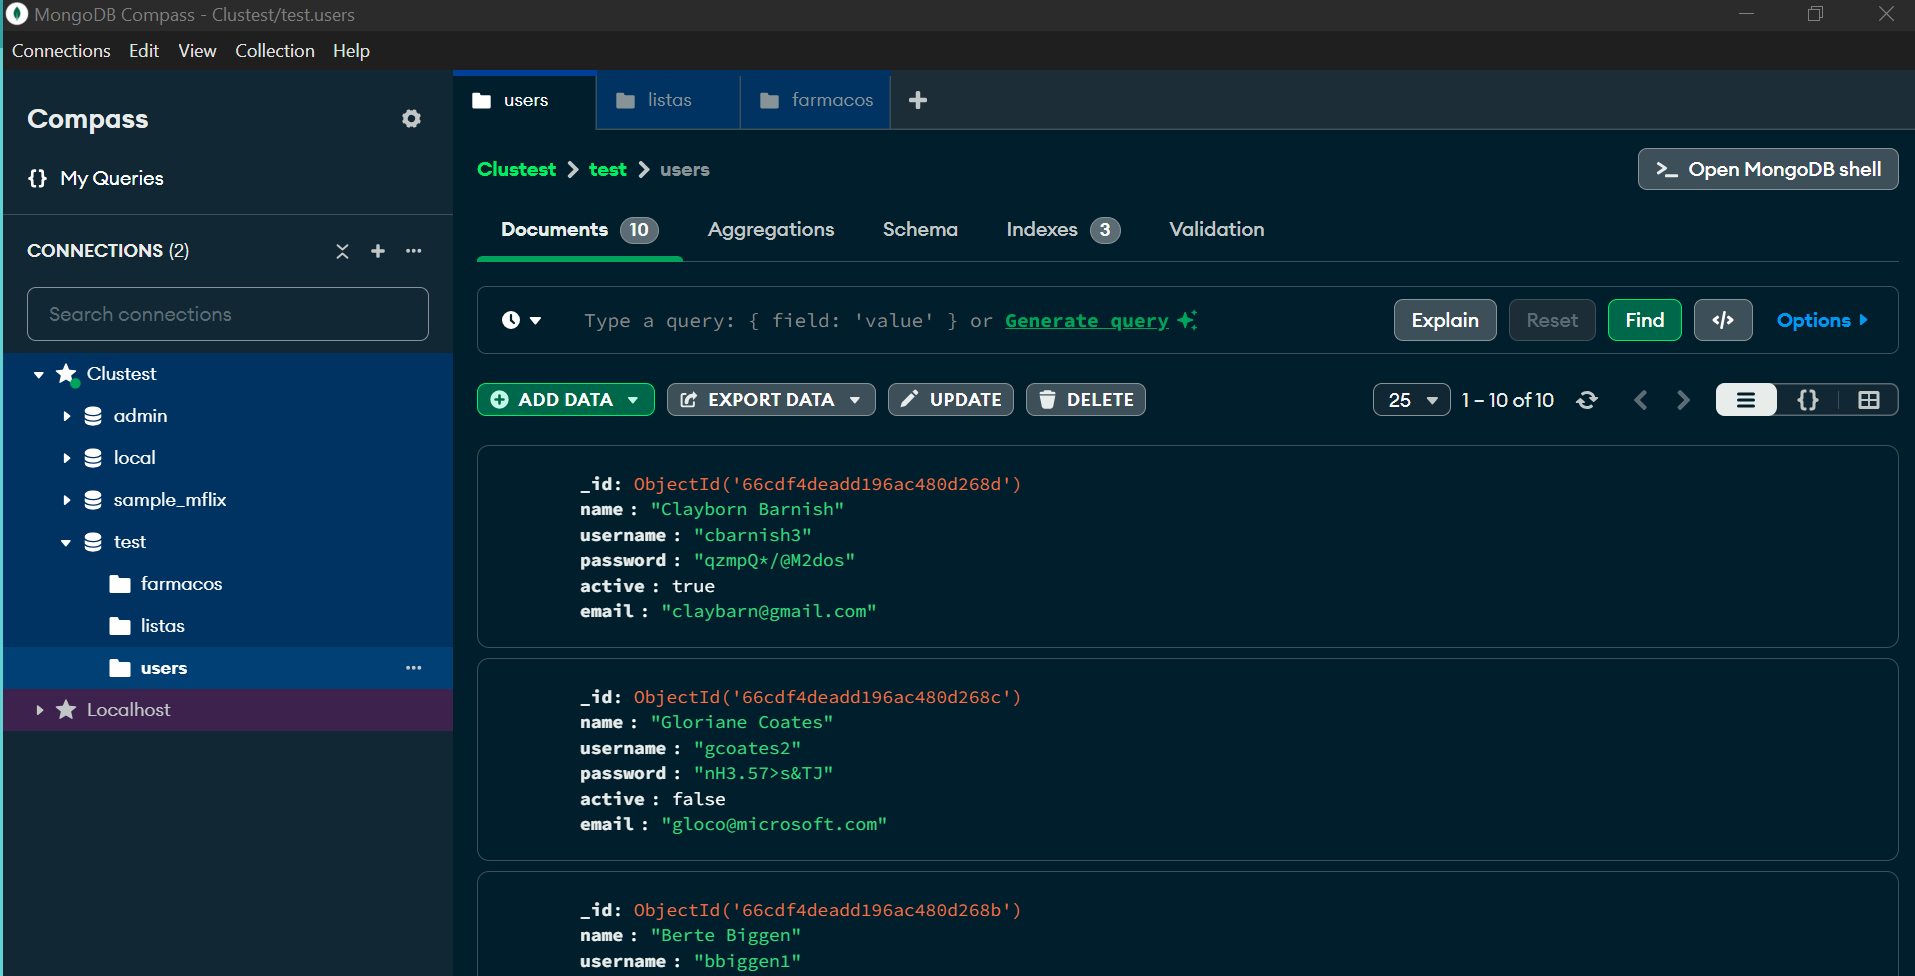 MongoDB Compass - Clustest/test.users
Connections Edit View Collection Help
Compass
{} My Queries
CONNECTIONS (2)
Search connections
Clustest
admin
local
sample_mflix
test
farmacos
listas
users
Localhost
users listas farmacos
Clustest > test > users
>_ Open MongoDB shell
Documents 10 Aggregations Schema Indexes 3 Validation
Type a query: { field: 'value' } or Generate query
Explain Reset Find </> Options
ADD DATA EXPORT DATA UPDATE DELETE
25 1 – 10 of 10 {}
_id: ObjectId('66cdf4deadd196ac480d268d')
name : "Clayborn Barnish"
username : "cbarnish3"
password : "qzmpQ*/@M2dos"
active : true
email : "claybarn@gmail.com"
_id: ObjectId('66cdf4deadd196ac480d268c')
name : "Gloriane Coates"
username : "gcoates2"
password : "nH3.57>s&TJ"
active : false
email : "gloco@microsoft.com"
_id: ObjectId('66cdf4deadd196ac480d268b')
name : "Berte Biggen"
username : "bbiggen1"